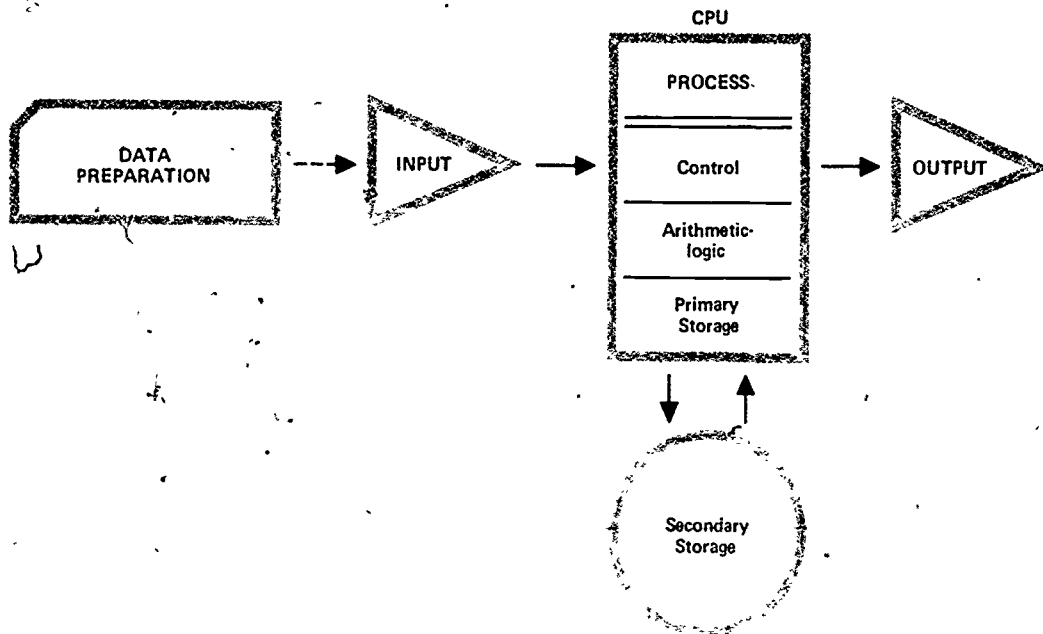 CPU
PROCESS
DATA
PREPARATION
INPUT
Control
OUTPUT
Arithmetic-
logic
Primary
Storage
Secondary
Storage